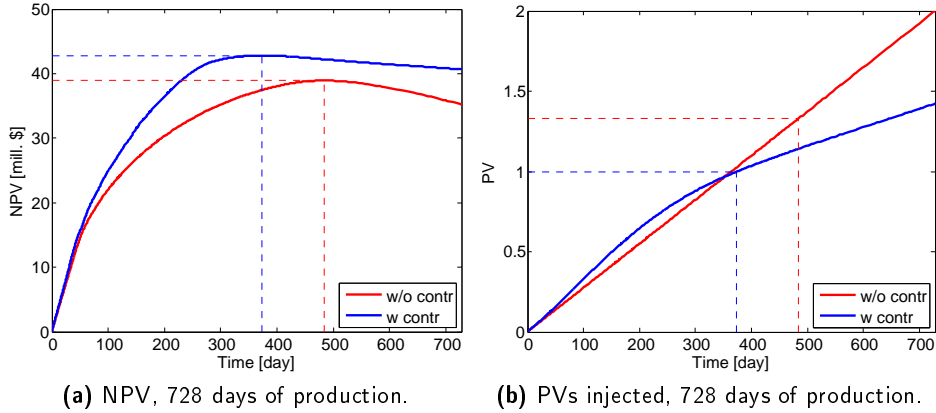 50
40
30
20
10
0
NPV [mill. $]
0 100 200 300 400 500 600 700
Time [day]
w/o contr
w contr
(a) NPV, 728 days of production.
2
1.5
1
0.5
0
PV
0 100 200 300 400 500 600 700
Time [day]
w/o contr
w contr
(b) PVs injected, 728 days of production.